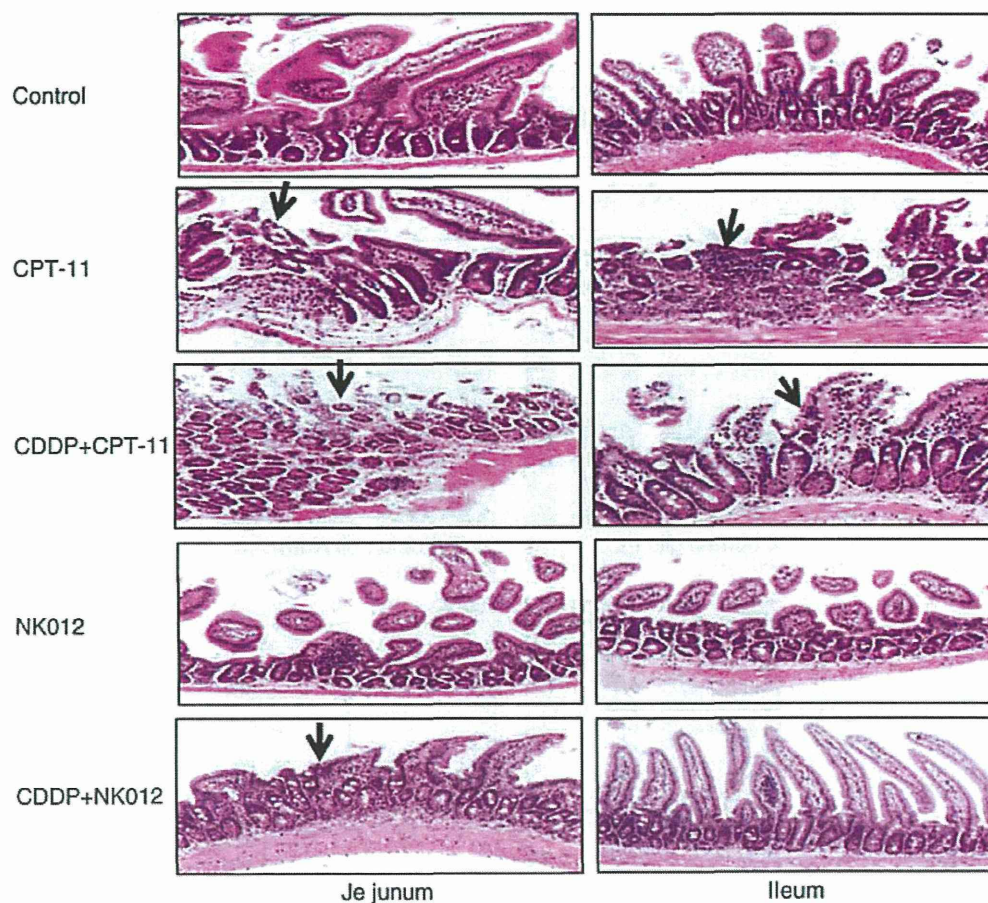 Control
CPT-11
CDDP+CPT-11
NK012
CDDP+NK012
Je junum
Ileum